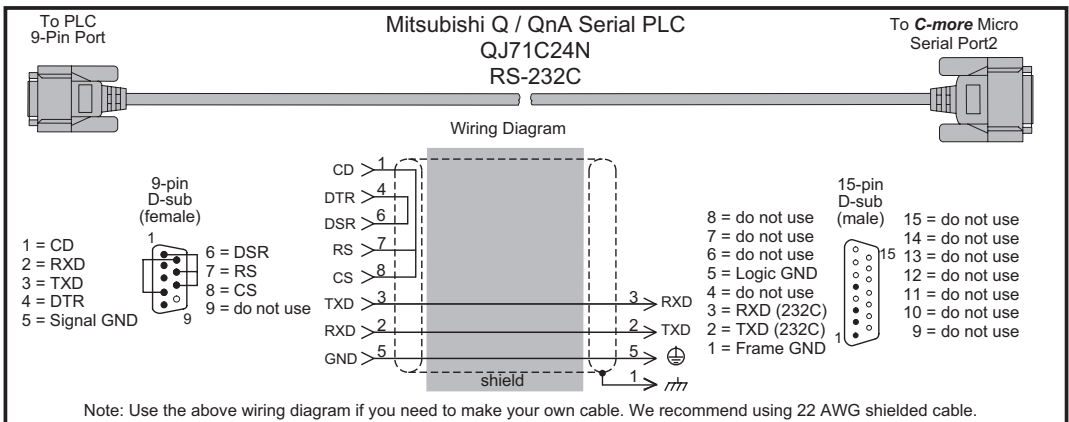 To PLC
9-Pin Port
Mitsubishi Q / QnA Serial PLC
QJ71C24N
RS-232C
To C-more Micro
Serial Port2
Wiring Diagram
9-pin
D-sub
(female)
1
1 = CD
2 = RXD
3 = TXD
4 = DTR
5 = Signal GND
6 = DSR
7 = RS
8 = CS
9 = do not use
9
CD 1
DTR 4
DSR 6
RS 7
CS 8
TXD 3
RXD 2
GND 5
3 RXD
2 TXD
5
1
shield
15-pin
D-sub
(male)
8 = do not use
7 = do not use
6 = do not use
5 = Logic GND
4 = do not use
3 = RXD (232C)
2 = TXD (232C)
1 = Frame GND
15
1
15 = do not use
14 = do not use
13 = do not use
12 = do not use
11 = do not use
10 = do not use
9 = do not use
Note: Use the above wiring diagram if you need to make your own cable. We recommend using 22 AWG shielded cable.